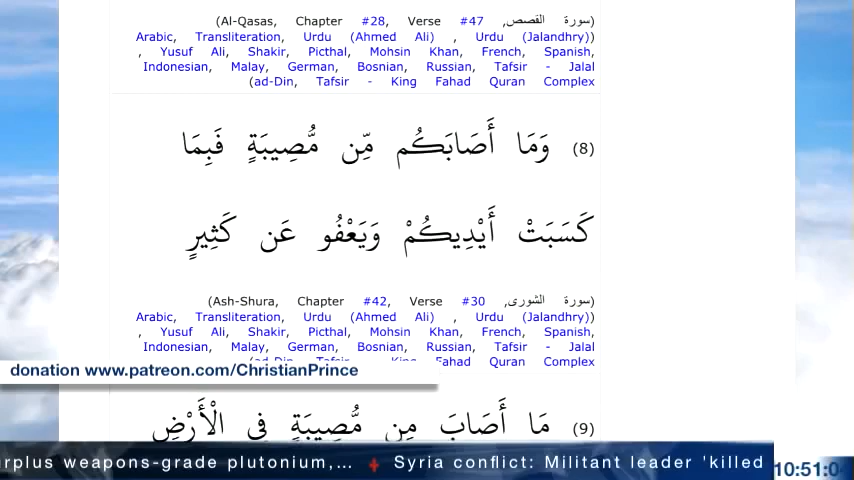 (سورة القصص, Al-Qasas, Chapter #28, Verse #47)
Arabic, Transliteration, Urdu (Ahmed Ali) , Urdu (Jalandhry))
, Yusuf Ali, Shakir, Picthal, Mohsin Khan, French, Spanish,
Indonesian, Malay, German, Bosnian, Russian, Tafsir - Jalal
(ad-Din, Tafsir - King Fahad Quran Complex
(8) وَمَا أَصَابَكُم مِّن مُّصِيبَةٍ فَبِمَا
كَسَبَتْ أَيْدِيكُمْ وَيَعْفُو عَن كَثِيرٍ
(سورة الشورى, Ash-Shura, Chapter #42, Verse #30)
Arabic, Transliteration, Urdu (Ahmed Ali) , Urdu (Jalandhry))
, Yusuf Ali, Shakir, Picthal, Mohsin Khan, French, Spanish,
Indonesian, Malay, German, Bosnian, Russian, Tafsir - Jalal
(ad-Din, Tafsir - King Fahad Quran Complex
donation www.patreon.com/ChristianPrince
(9) مَا أَصَابَ مِن مُّصِيبَةٍ فِي الْأَرْضِ
weapons-grade plutonium,... Syria conflict: Militant leader 'killed
10:51:0